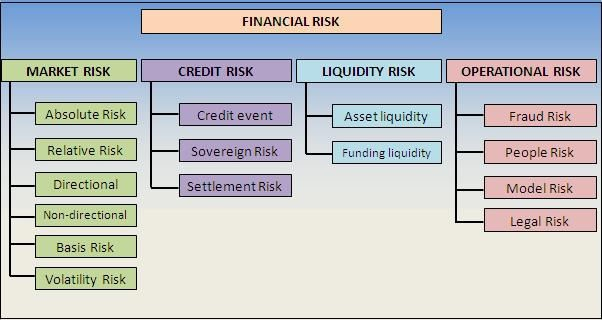 FINANCIAL RISK
MARKET RISK
CREDIT RISK
LIQUIDITY RISK
OPERATIONAL RISK
Absolute Risk
Relative Risk
Directional
Non-directional
Basis Risk
Volatility Risk
Credit event
Sovereign Risk
Settlement Risk
Asset liquidity
Funding liquidity
Fraud Risk
People Risk
Model Risk
Legal Risk